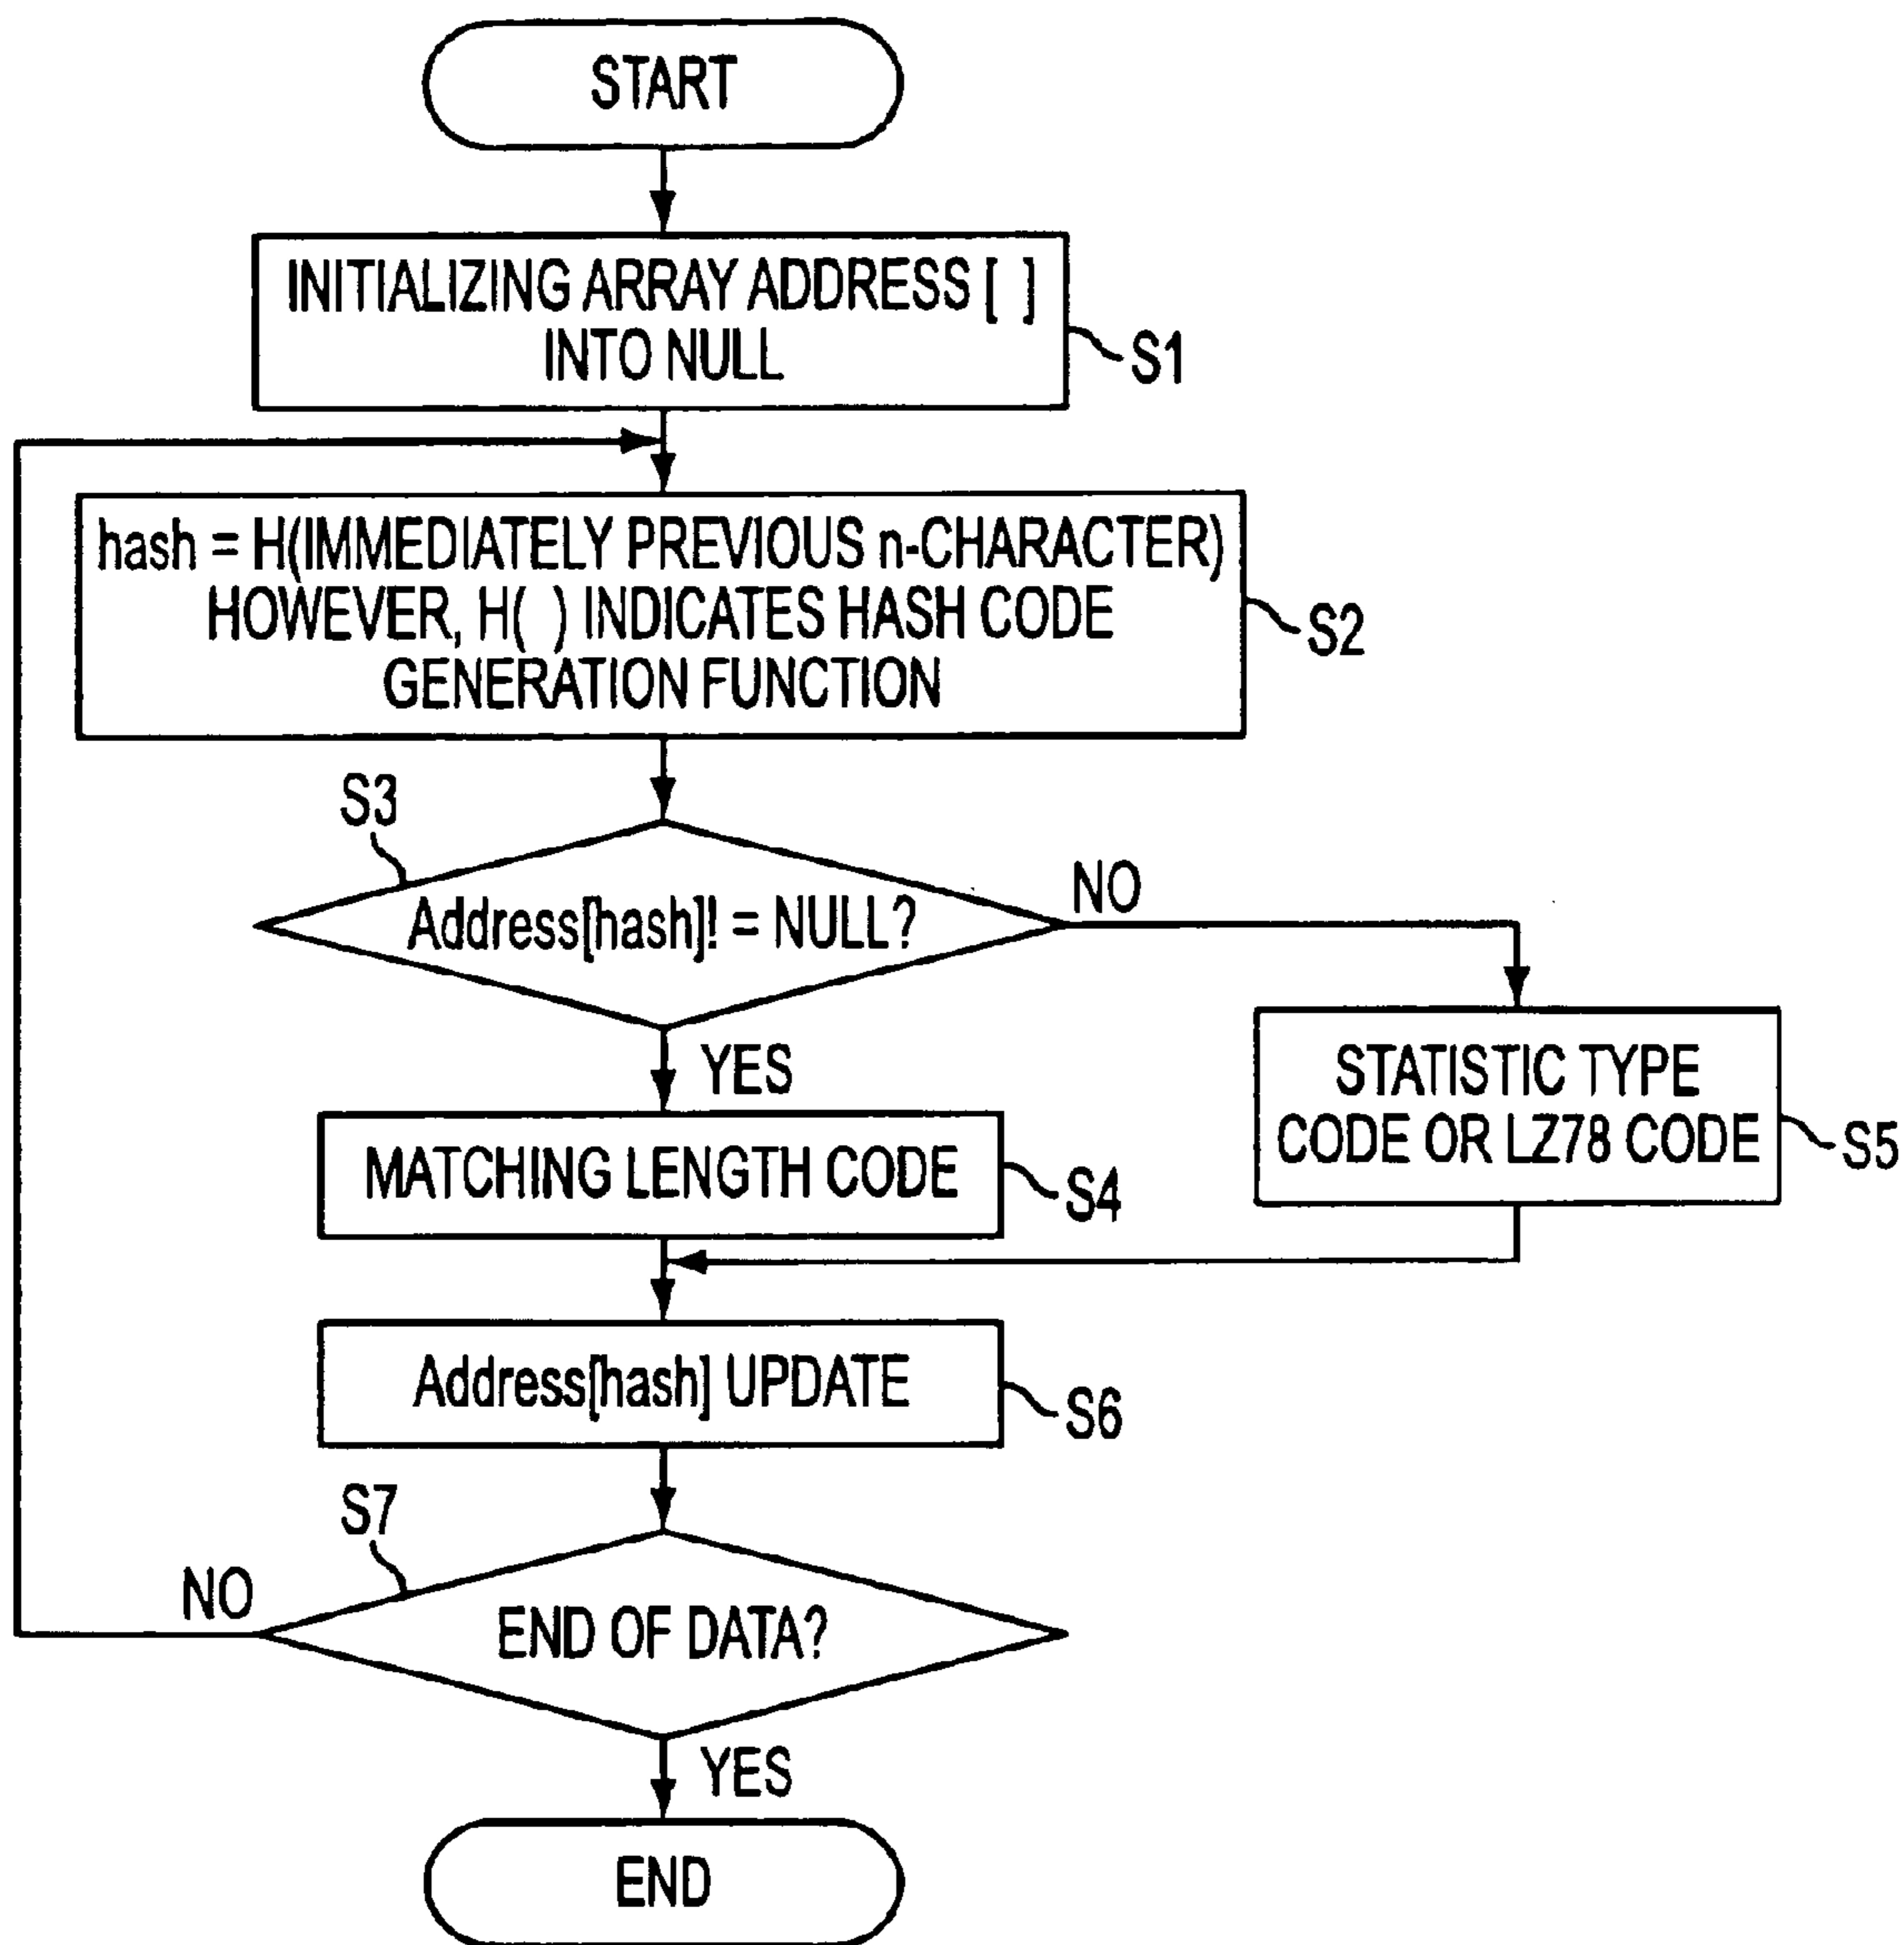 START
INITIALIZING ARRAY ADDRESS [ ]
INTO NULL
S1
hash = H(IMMEDIATELY PREVIOUS n-CHARACTER)
HOWEVER, H( ) INDICATES HASH CODE
GENERATION FUNCTION
S2
S3
Address[hash]! = NULL?
NO
YES
STATISTIC TYPE
CODE OR LZ78 CODE
S5
MATCHING LENGTH CODE
S4
Address[hash] UPDATE
S6
S7
NO
END OF DATA?
YES
END